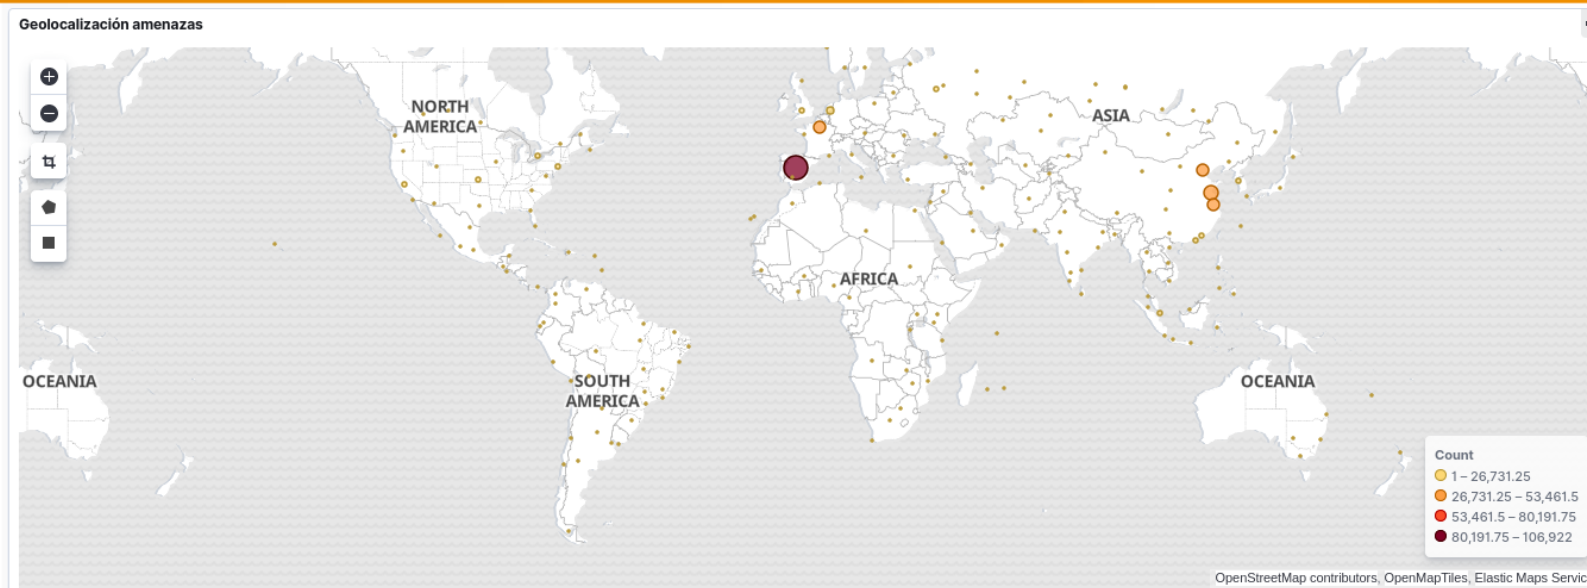 Geolocalización amenazas
NORTH
AMERICA
ASIA
AFRICA
OCEANIA
SOUTH
AMERICA
OCEANIA
Count
1 – 26,731.25
26,731.25 – 53,461.5
53,461.5 – 80,191.75
80,191.75 – 106,922
OpenStreetMap contributors, OpenMapTiles, Elastic Maps Servic